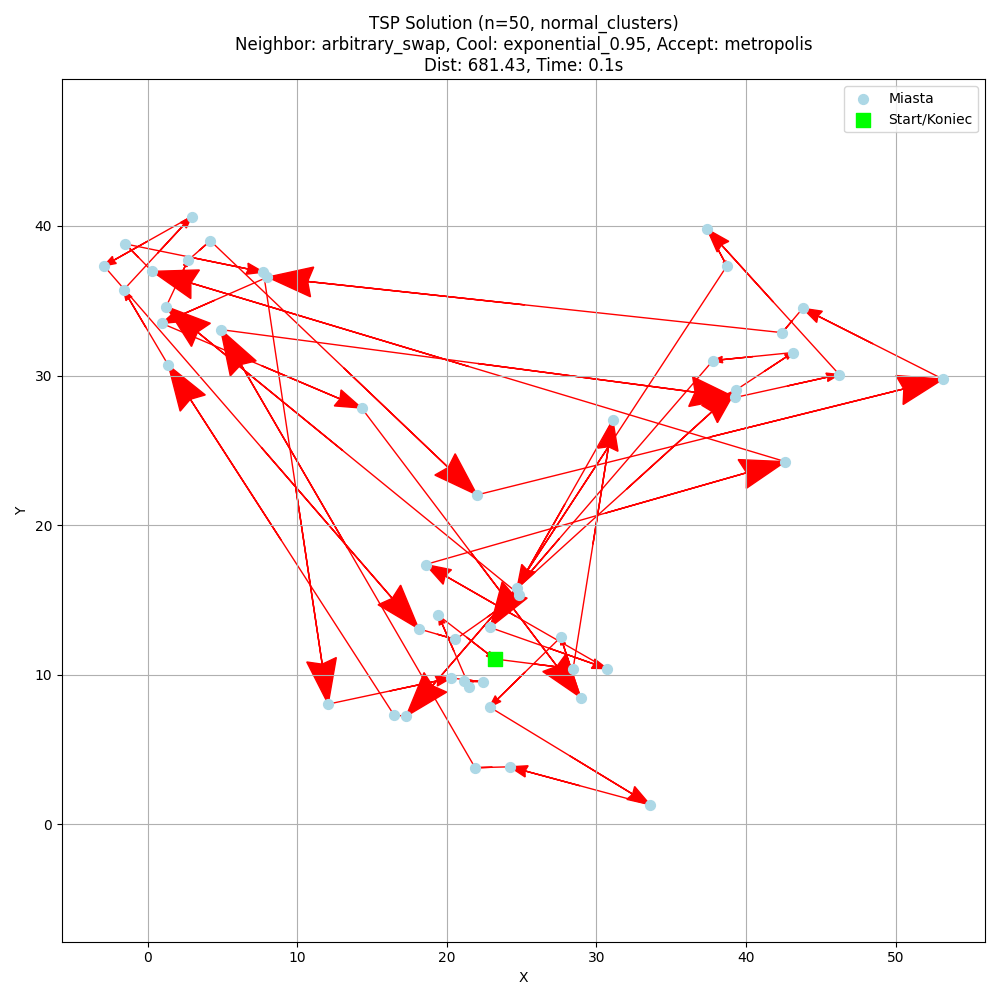 TSP Solution (n=50, normal_clusters)
Neighbor: arbitrary_swap, Cool: exponential_0.95, Accept: metropolis
Dist: 681.43, Time: 0.1s
Miasta
Start/Koniec
40
30
20
10
0
Y
0 10 20 30 40 50
X